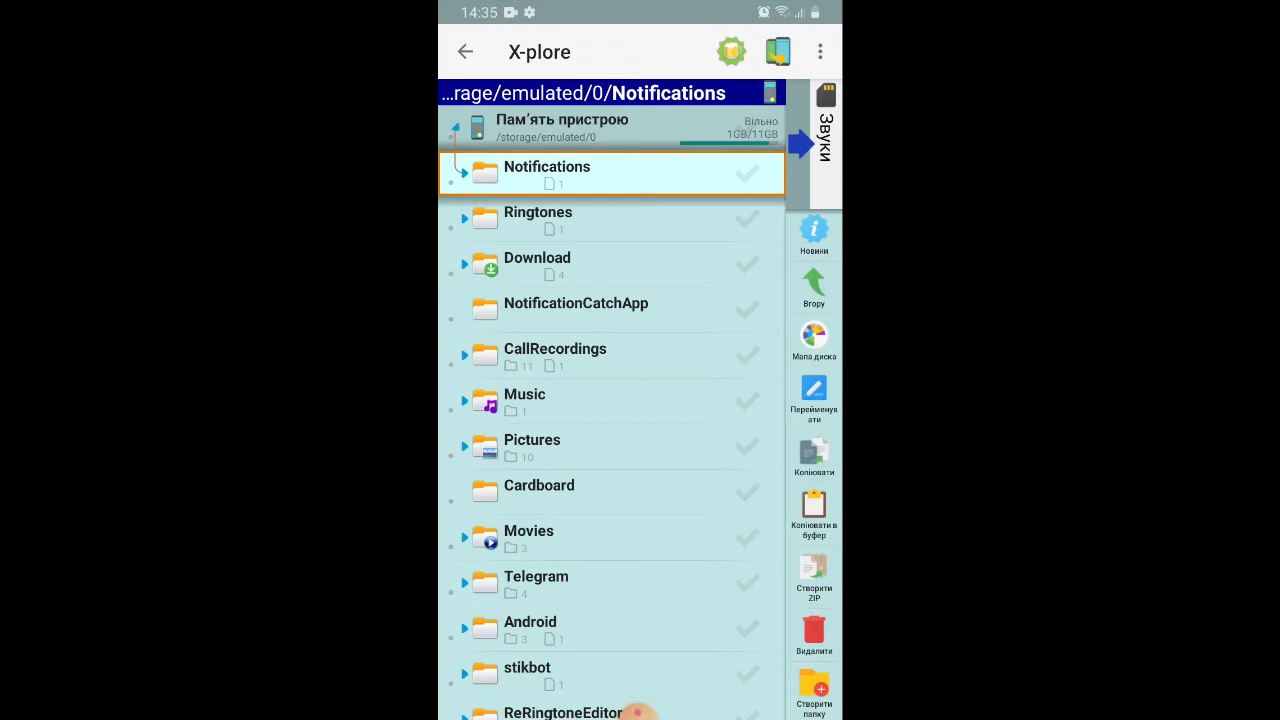 14:35
X-plore
…rage/emulated/0/Notifications
Пам'ять пристрою
/storage/emulated/0
Вільно
1GB/11GB
Звуки
Notifications
1
Ringtones
1
Download
4
NotificationCatchApp
CallRecordings
11 1
Music
1
Pictures
10
Cardboard
Movies
3
Telegram
4
Android
3 1
stikbot
1
ReRingtoneEditor
Новини
Вгору
Мапа диска
Перейменув
ати
Копіювати
Копіювати в
буфер
Створити
ZIP
Видалити
Створити
папку